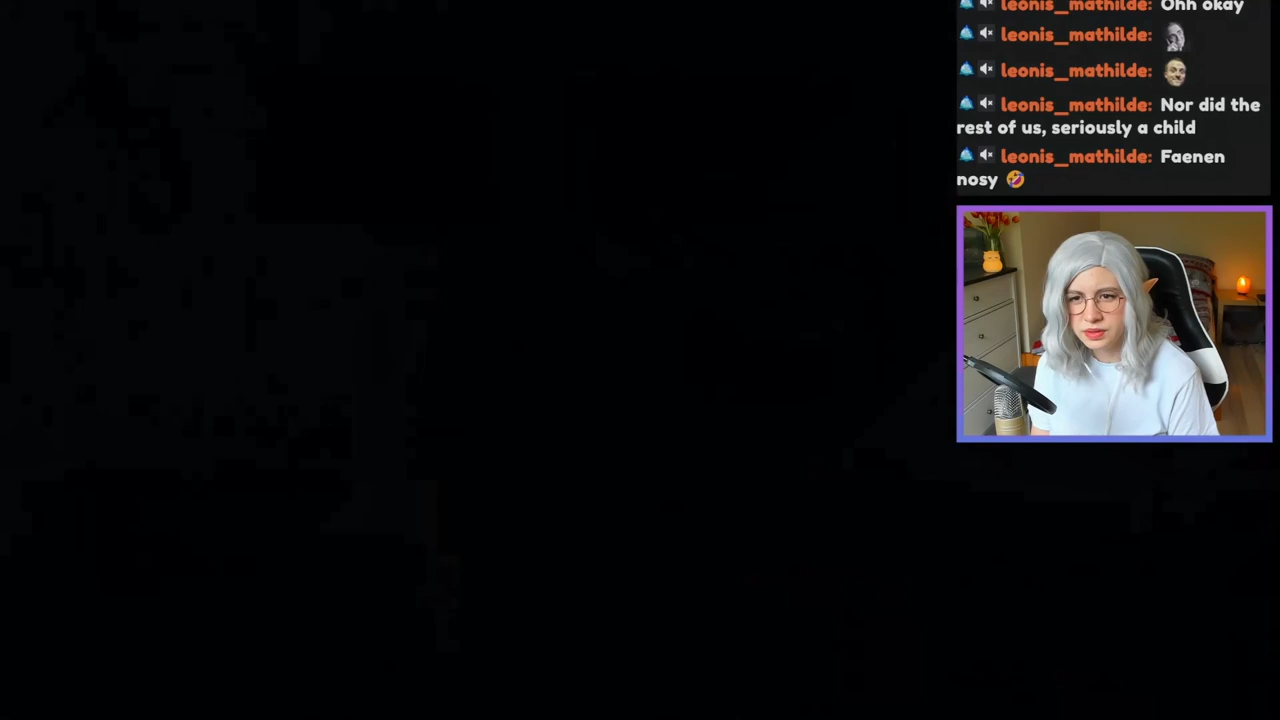 leonis_mathilde: Ohh okay
leonis_mathilde:
leonis_mathilde:
leonis_mathilde: Nor did the
rest of us, seriously a child
leonis_mathilde: Faenen
nosy 🤣